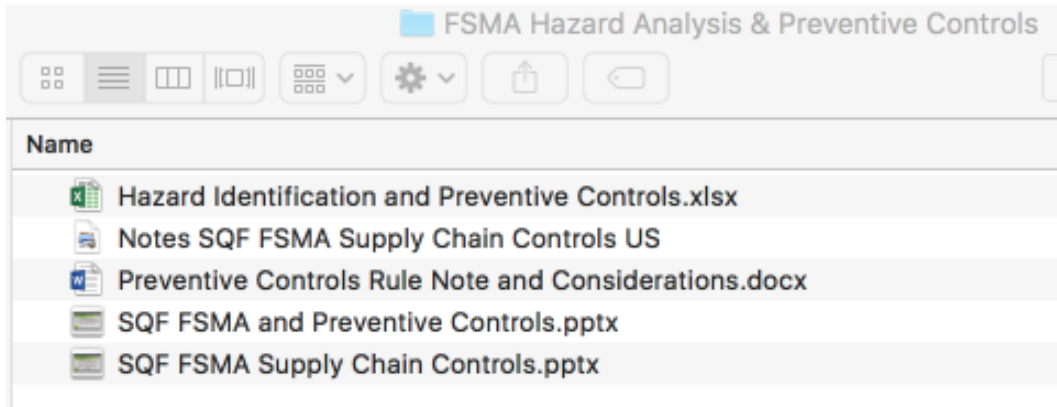 FSMA Hazard Analysis & Preventive Controls
Name
Hazard Identification and Preventive Controls.xlsx
Notes SQF FSMA Supply Chain Controls US
Preventive Controls Rule Note and Considerations.docx
SQF FSMA and Preventive Controls.pptx
SQF FSMA Supply Chain Controls.pptx